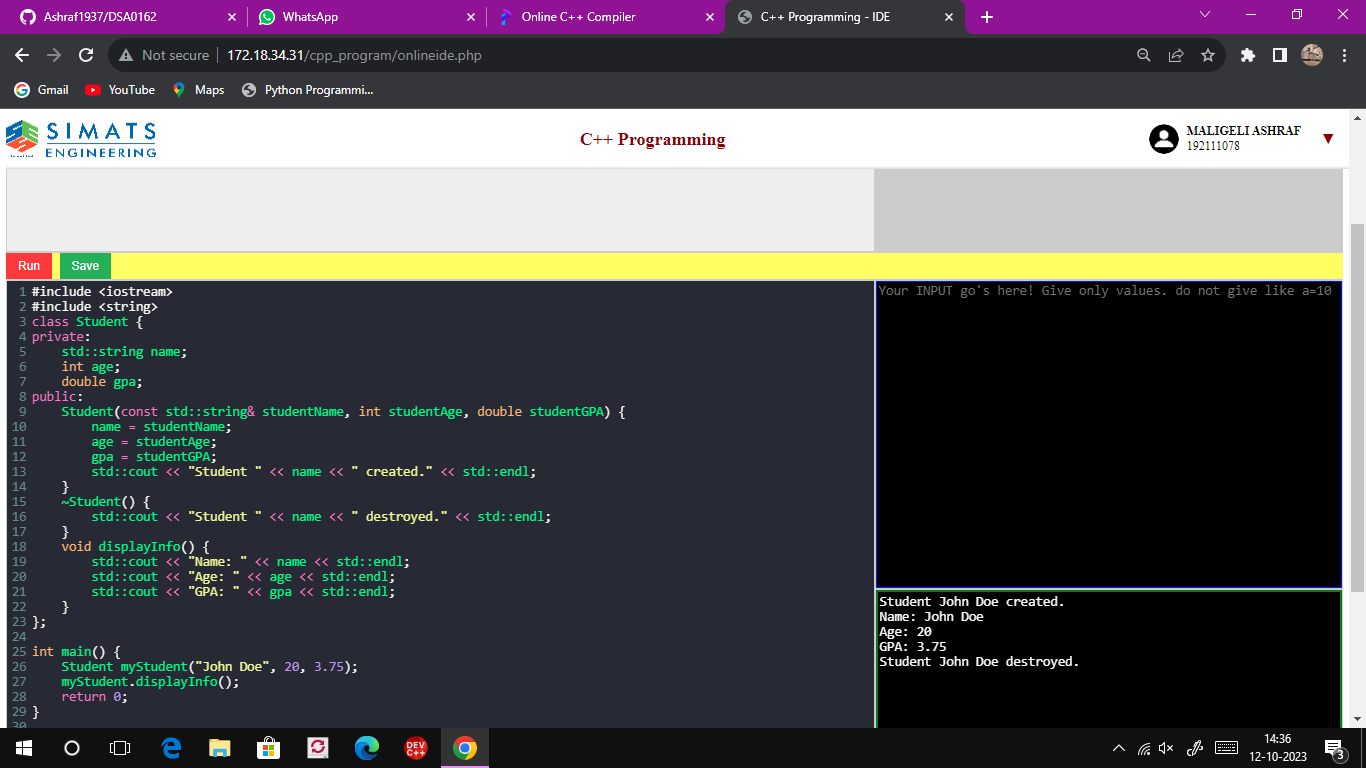 Ashraf1937/DSA0162
WhatsApp
Online C++ Compiler
C++ Programming - IDE
Not secure
172.18.34.31/cpp_program/onlineide.php
Gmail
YouTube
Maps
Python Programmi...
SIMATS
ENGINEERING
C++ Programming
MALIGELI ASHRAF
192111078
Run
Save
1 #include <iostream>
2 #include <string>
3 class Student {
4 private:
5     std::string name;
6     int age;
7     double gpa;
8 public:
9     Student(const std::string& studentName, int studentAge, double studentGPA) {
10         name = studentName;
11         age = studentAge;
12         gpa = studentGPA;
13         std::cout << "Student " << name << " created." << std::endl;
14     }
15     ~Student() {
16         std::cout << "Student " << name << " destroyed." << std::endl;
17     }
18     void displayInfo() {
19         std::cout << "Name: " << name << std::endl;
20         std::cout << "Age: " << age << std::endl;
21         std::cout << "GPA: " << gpa << std::endl;
22     }
23 };
24
25 int main() {
26     Student myStudent("John Doe", 20, 3.75);
27     myStudent.displayInfo();
28     return 0;
29 }
30
Your INPUT go's here! Give only values. do not give like a=10
Student John Doe created.
Name: John Doe
Age: 20
GPA: 3.75
Student John Doe destroyed.
DEV
C++
14:36
12-10-2023
3